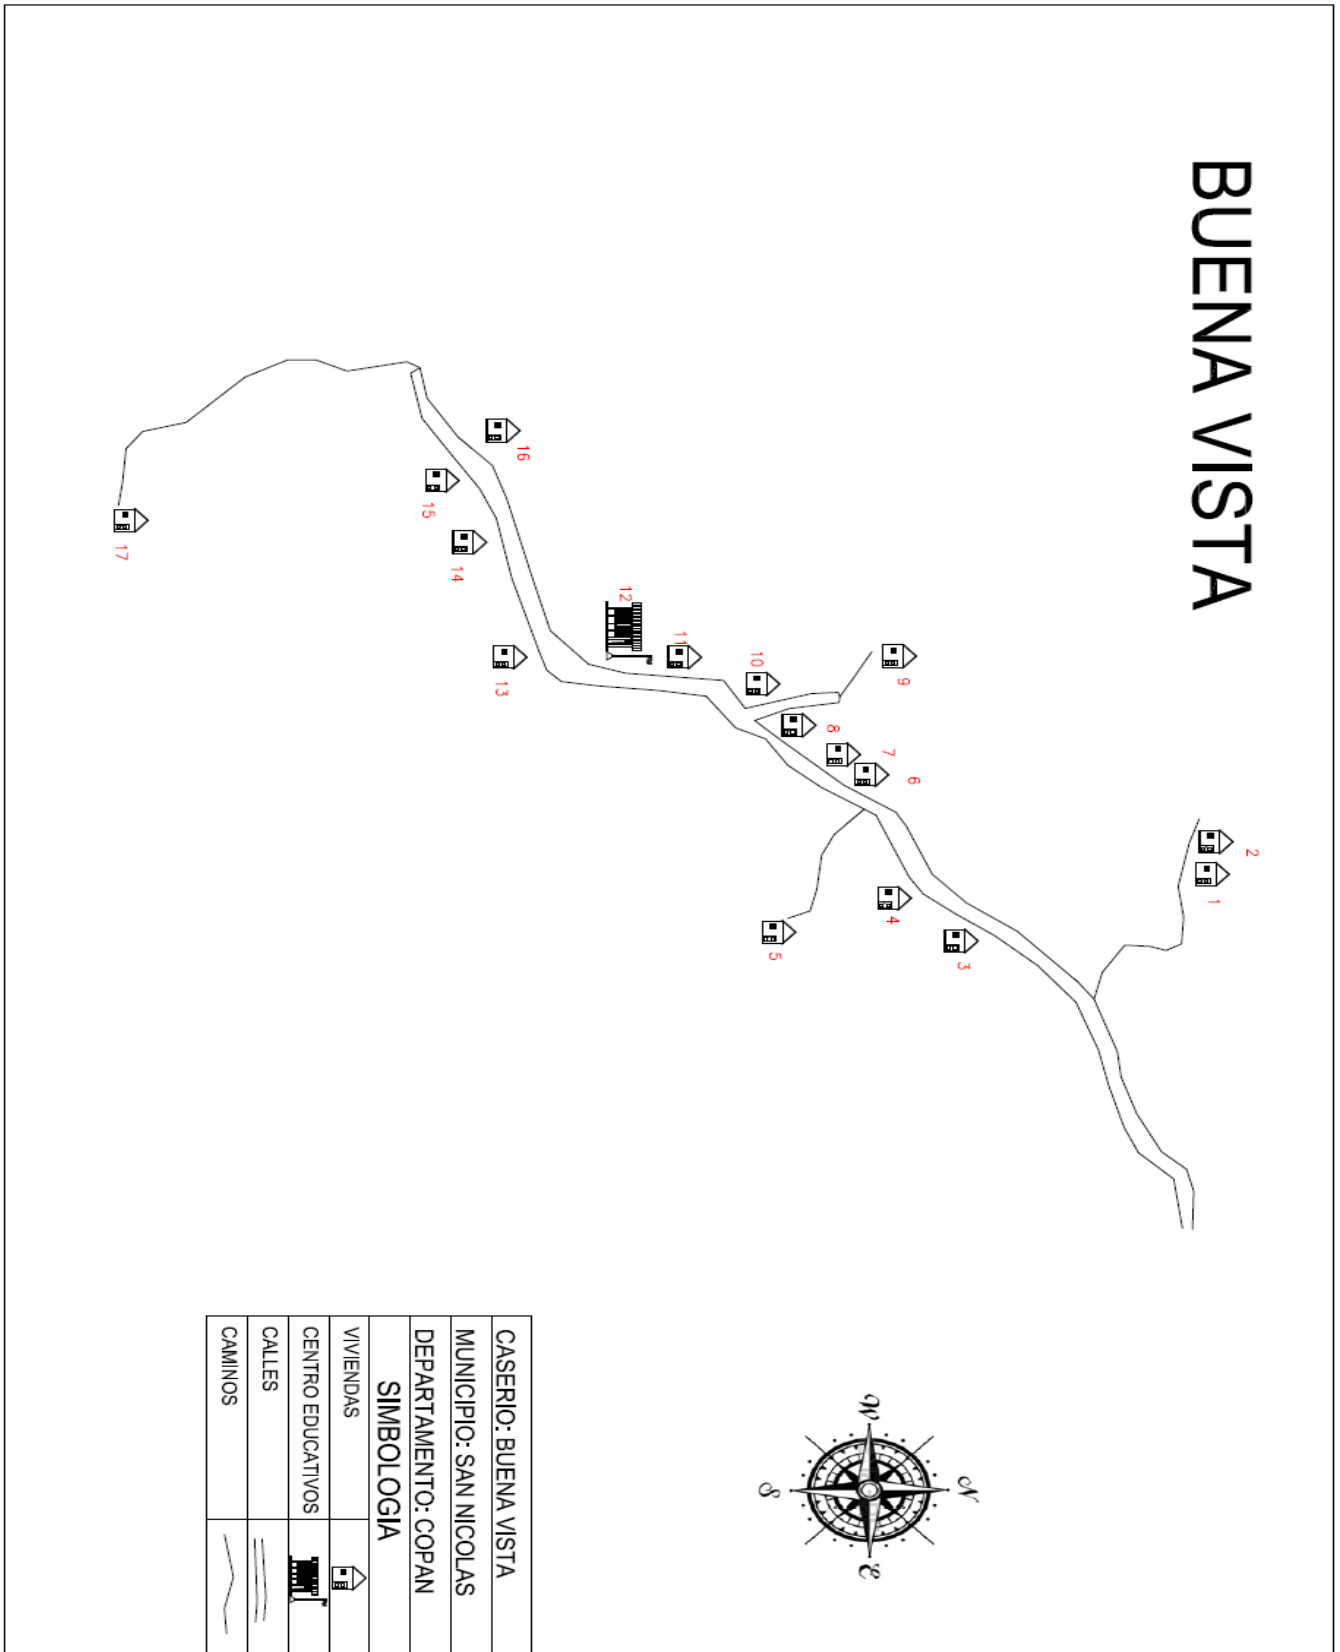 BUENA VISTA
2
1
9
6
7
8
10
11
12
3
4
5
16
15
14
13
17
N
W
E
S
CASERIO: BUENA VISTA
MUNICIPIO: SAN NICOLAS
DEPARTAMENTO: COPAN
SIMBOLOGIA
VIVIENDAS
CENTRO EDUCATIVOS
CALLES
CAMINOS